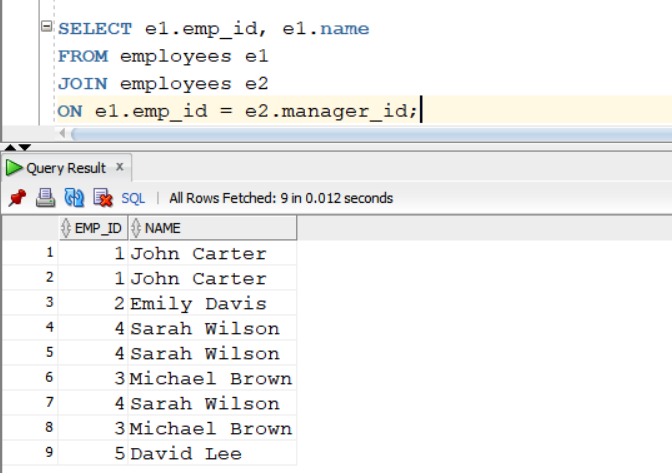 SELECT e1.emp_id, e1.name
FROM employees e1
JOIN employees e2
ON e1.emp_id = e2.manager_id;
Query Result x
SQL | All Rows Fetched: 9 in 0.012 seconds
EMP_ID NAME
1 1 John Carter
2 1 John Carter
3 2 Emily Davis
4 4 Sarah Wilson
5 4 Sarah Wilson
6 3 Michael Brown
7 4 Sarah Wilson
8 3 Michael Brown
9 5 David Lee